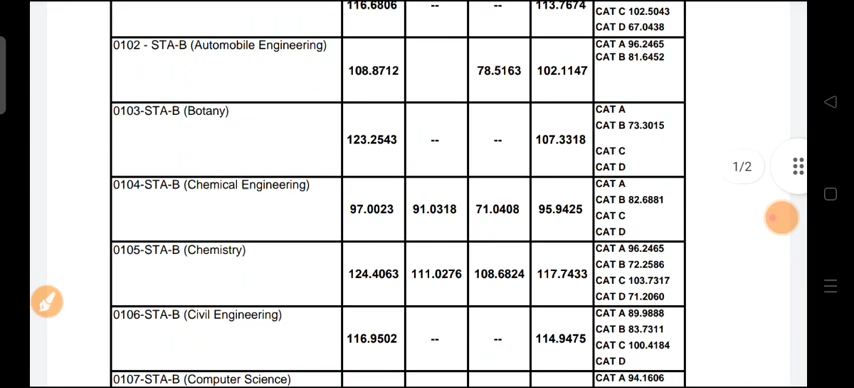 116.6806 -- -- 113.7674
CAT C 102.5043
CAT D 67.0438
0102 - STA-B (Automobile Engineering)
108.8712 78.5163 102.1147
CAT A 96.2465
CAT B 81.6452
0103-STA-B (Botany)
123.2543 -- -- 107.3318
CAT A
CAT B 73.3015
CAT C
CAT D
0104-STA-B (Chemical Engineering)
97.0023 91.0318 71.0408 95.9425
CAT A
CAT B 82.6881
CAT C
CAT D
0105-STA-B (Chemistry)
124.4063 111.0276 108.6824 117.7433
CAT A 96.2465
CAT B 72.2586
CAT C 103.7317
CAT D 71.2060
0106-STA-B (Civil Engineering)
116.9502 -- -- 114.9475
CAT A 89.9888
CAT B 83.7311
CAT C 100.4184
CAT D
0107-STA-B (Computer Science)
CAT A 94.1606
1/2